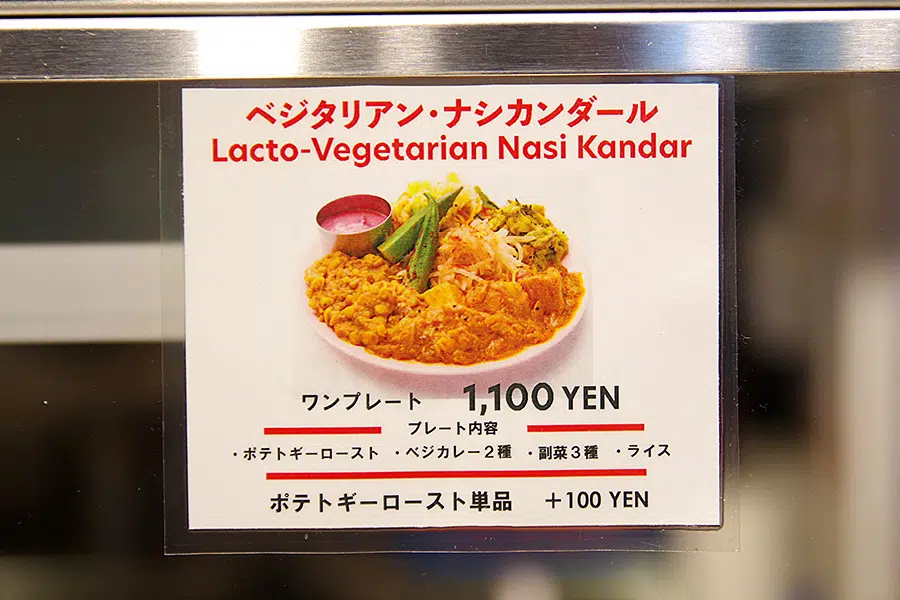 ベジタリアン・ナシカンダール
Lacto-Vegetarian Nasi Kandar
ワンプレート 1,100 YEN
プレート内容
・ポテトギーロースト ・ベジカレー2種 ・副菜3種 ・ライス
ポテトギーロースト単品 +100 YEN